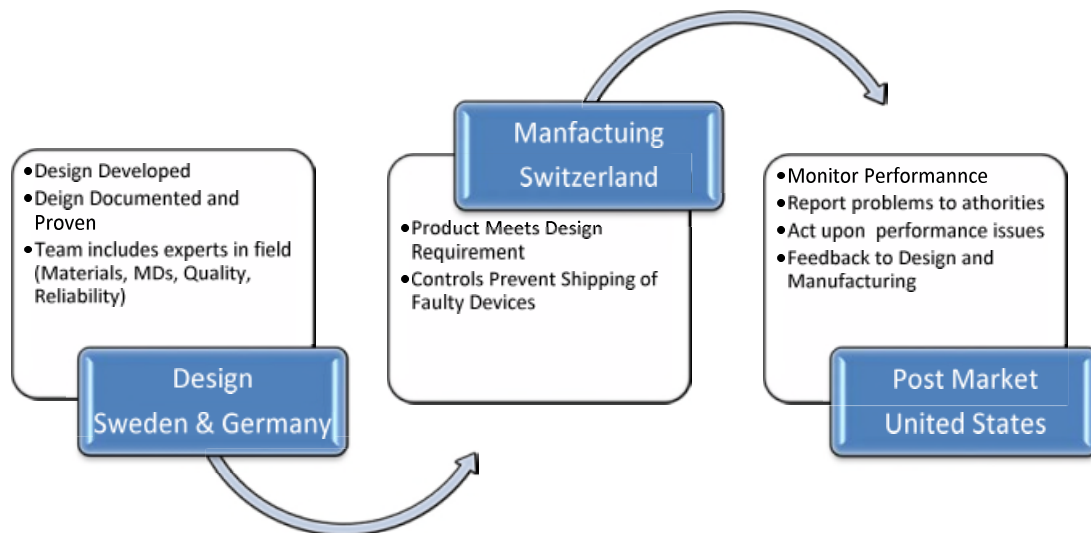 •Design Developed
•Deign Documented and
Proven
•Team includes experts in field
(Materials, MDs, Quality,
Reliability)
Design
Sweden & Germany
Manfactuing
Switzerland
•Product Meets Design
Requirement
•Controls Prevent Shipping of
Faulty Devices
•Monitor Performannce
•Report problems to athorities
•Act upon performance issues
•Feedback to Design and
Manufacturing
Post Market
United States